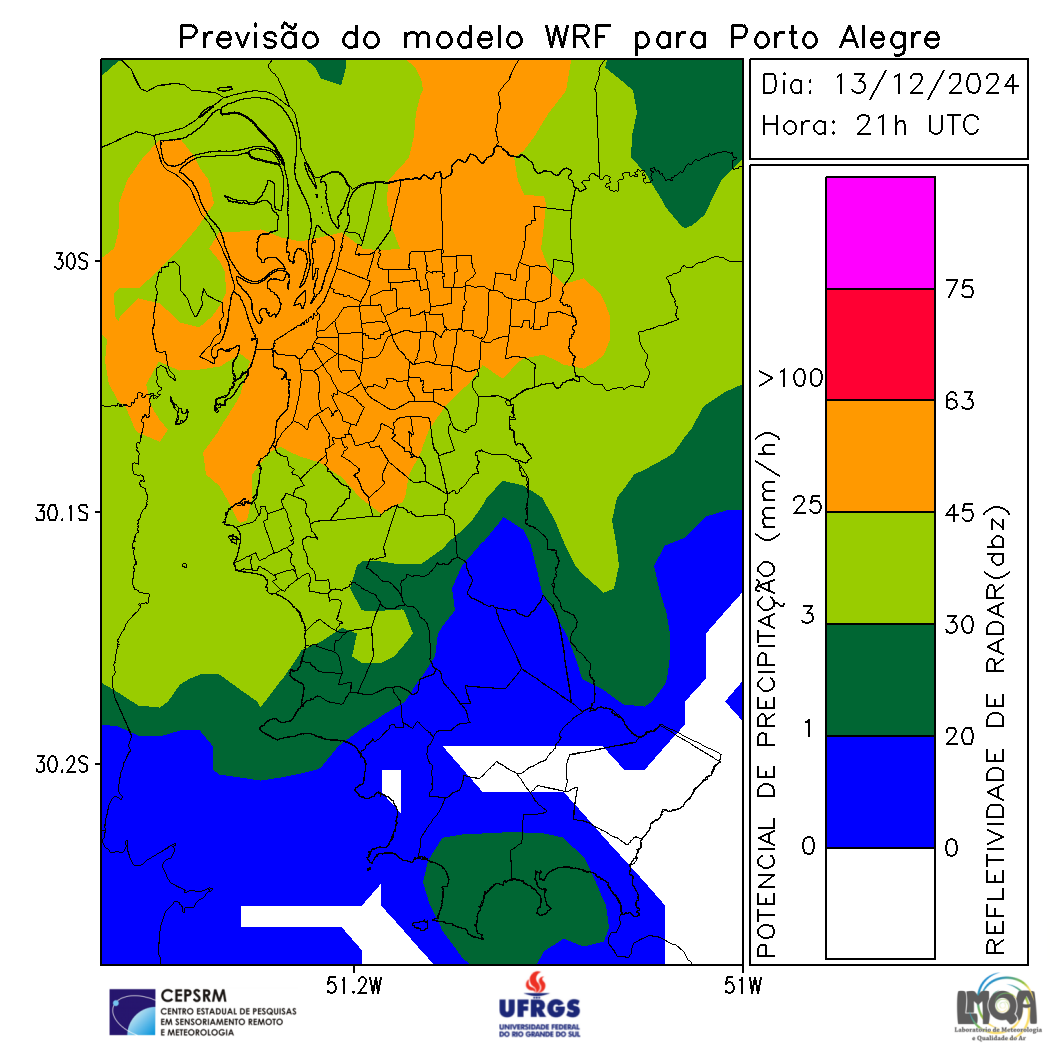 Previsão do modelo WRF para Porto Alegre
Dia: 13/12/2024
Hora: 21h UTC
30S
30.1S
30.2S
51.2W
51W
POTENCIAL DE PRECIPITAÇÃO (mm/h)
>100
25
3
1
0
75
63
45
30
20
0
REFLETIVIDADE DE RADAR(dbz)
CEPSRM
CENTRO ESTADUAL DE PESQUISAS
EM SENSORIAMENTO REMOTO
E METEOROLOGIA
UFRGS
UNIVERSIDADE FEDERAL
DO RIO GRANDE DO SUL
LMQA
Laboratório de Meteorologia
e Qualidade do Ar